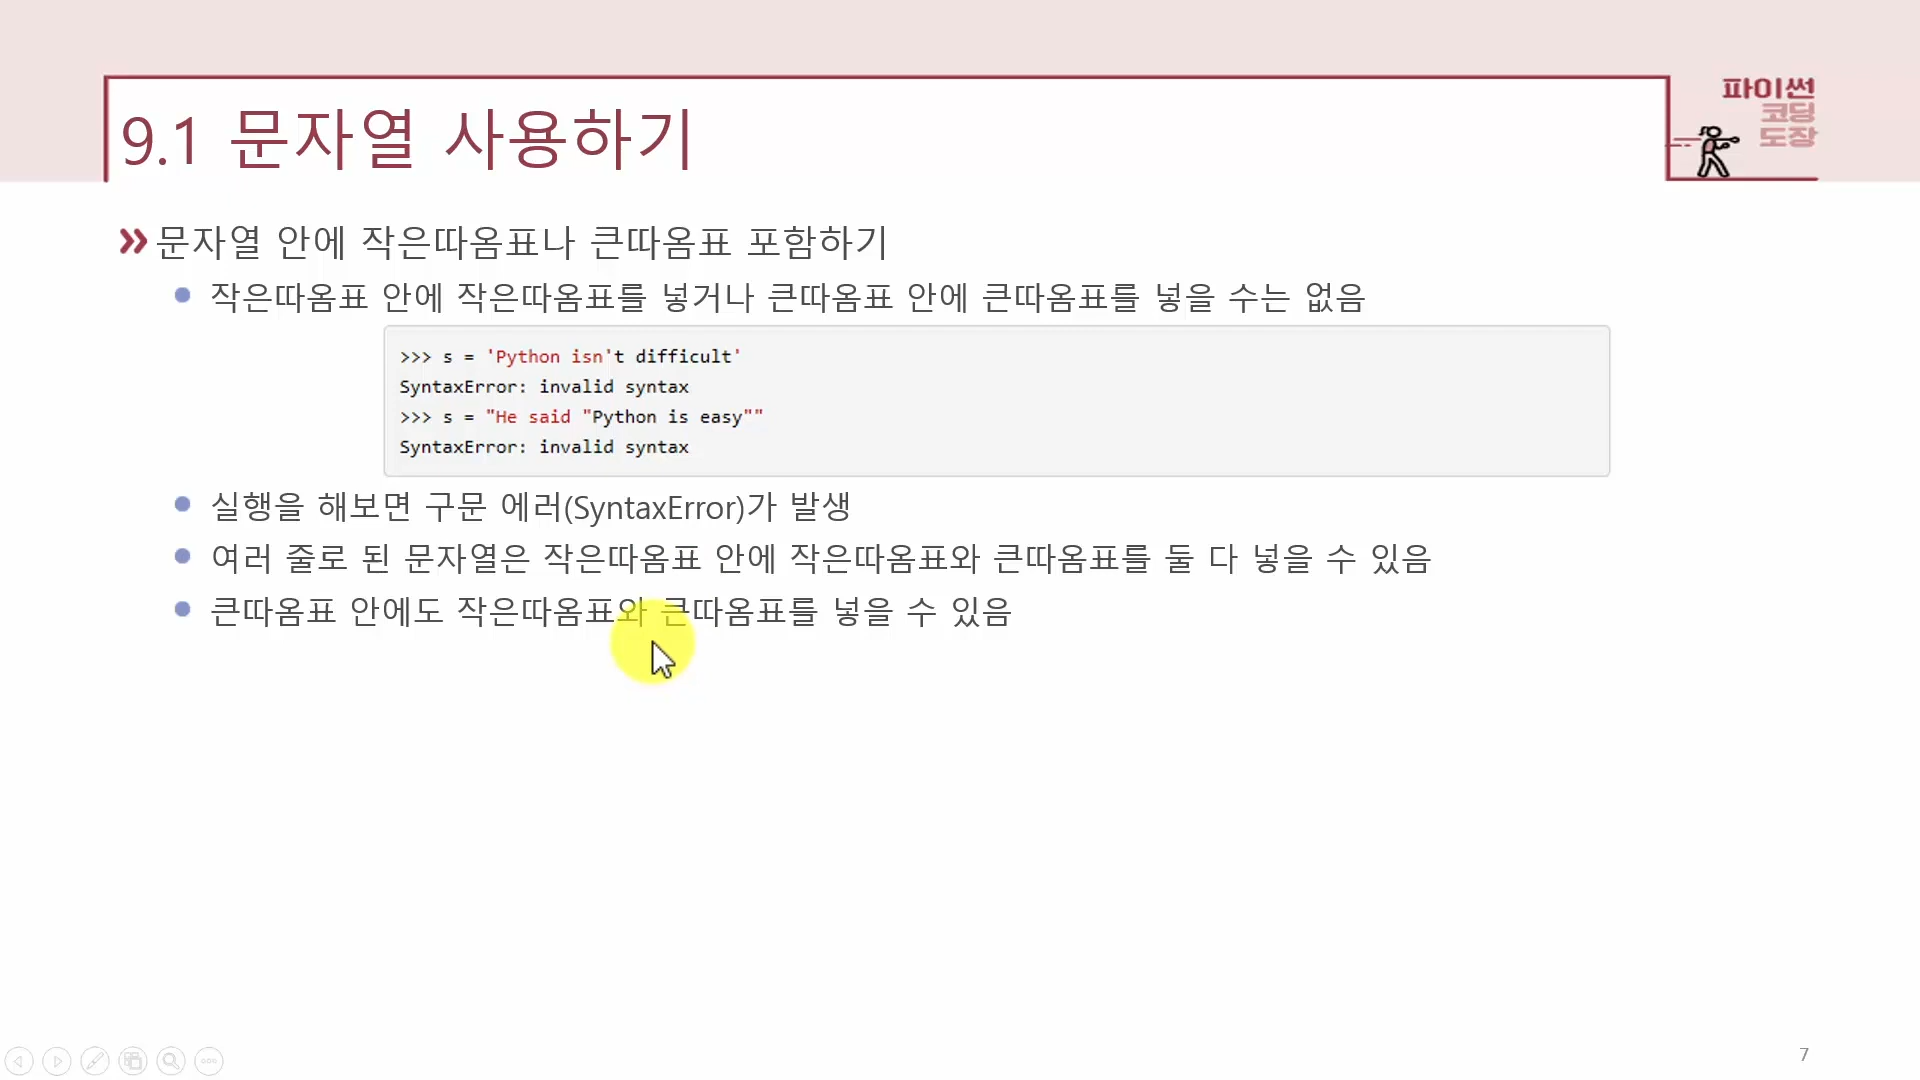 파이썬
코딩
도장
9.1 문자열 사용하기
문자열 안에 작은따옴표나 큰따옴표 포함하기
작은따옴표 안에 작은따옴표를 넣거나 큰따옴표 안에 큰따옴표를 넣을 수는 없음
>>> s = 'Python isn't difficult'
SyntaxError: invalid syntax
>>> s = "He said "Python is easy""
SyntaxError: invalid syntax
실행을 해보면 구문 에러(SyntaxError)가 발생
여러 줄로 된 문자열은 작은따옴표 안에 작은따옴표와 큰따옴표를 둘 다 넣을 수 있음
큰따옴표 안에도 작은따옴표와 큰따옴표를 넣을 수 있음
7